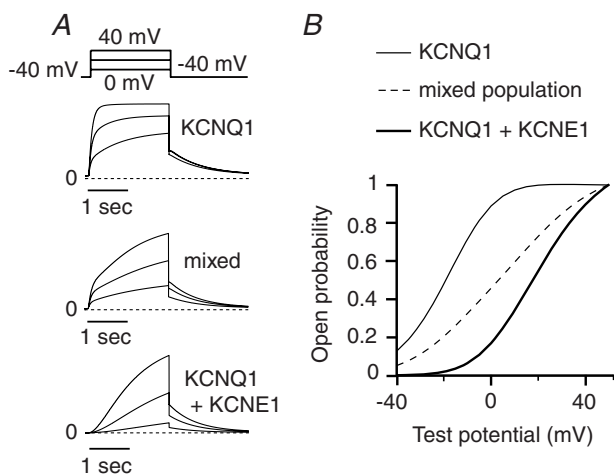 A
40 mV
-40 mV
-40 mV
0 mV
KCNQ1
0
1 sec
mixed
0
1 sec
KCNQ1
+ KCNE1
0
1 sec
B
KCNQ1
mixed population
KCNQ1 + KCNE1
Open probability
1
0.8
0.6
0.4
0.2
0
-40
0
40
Test potential (mV)